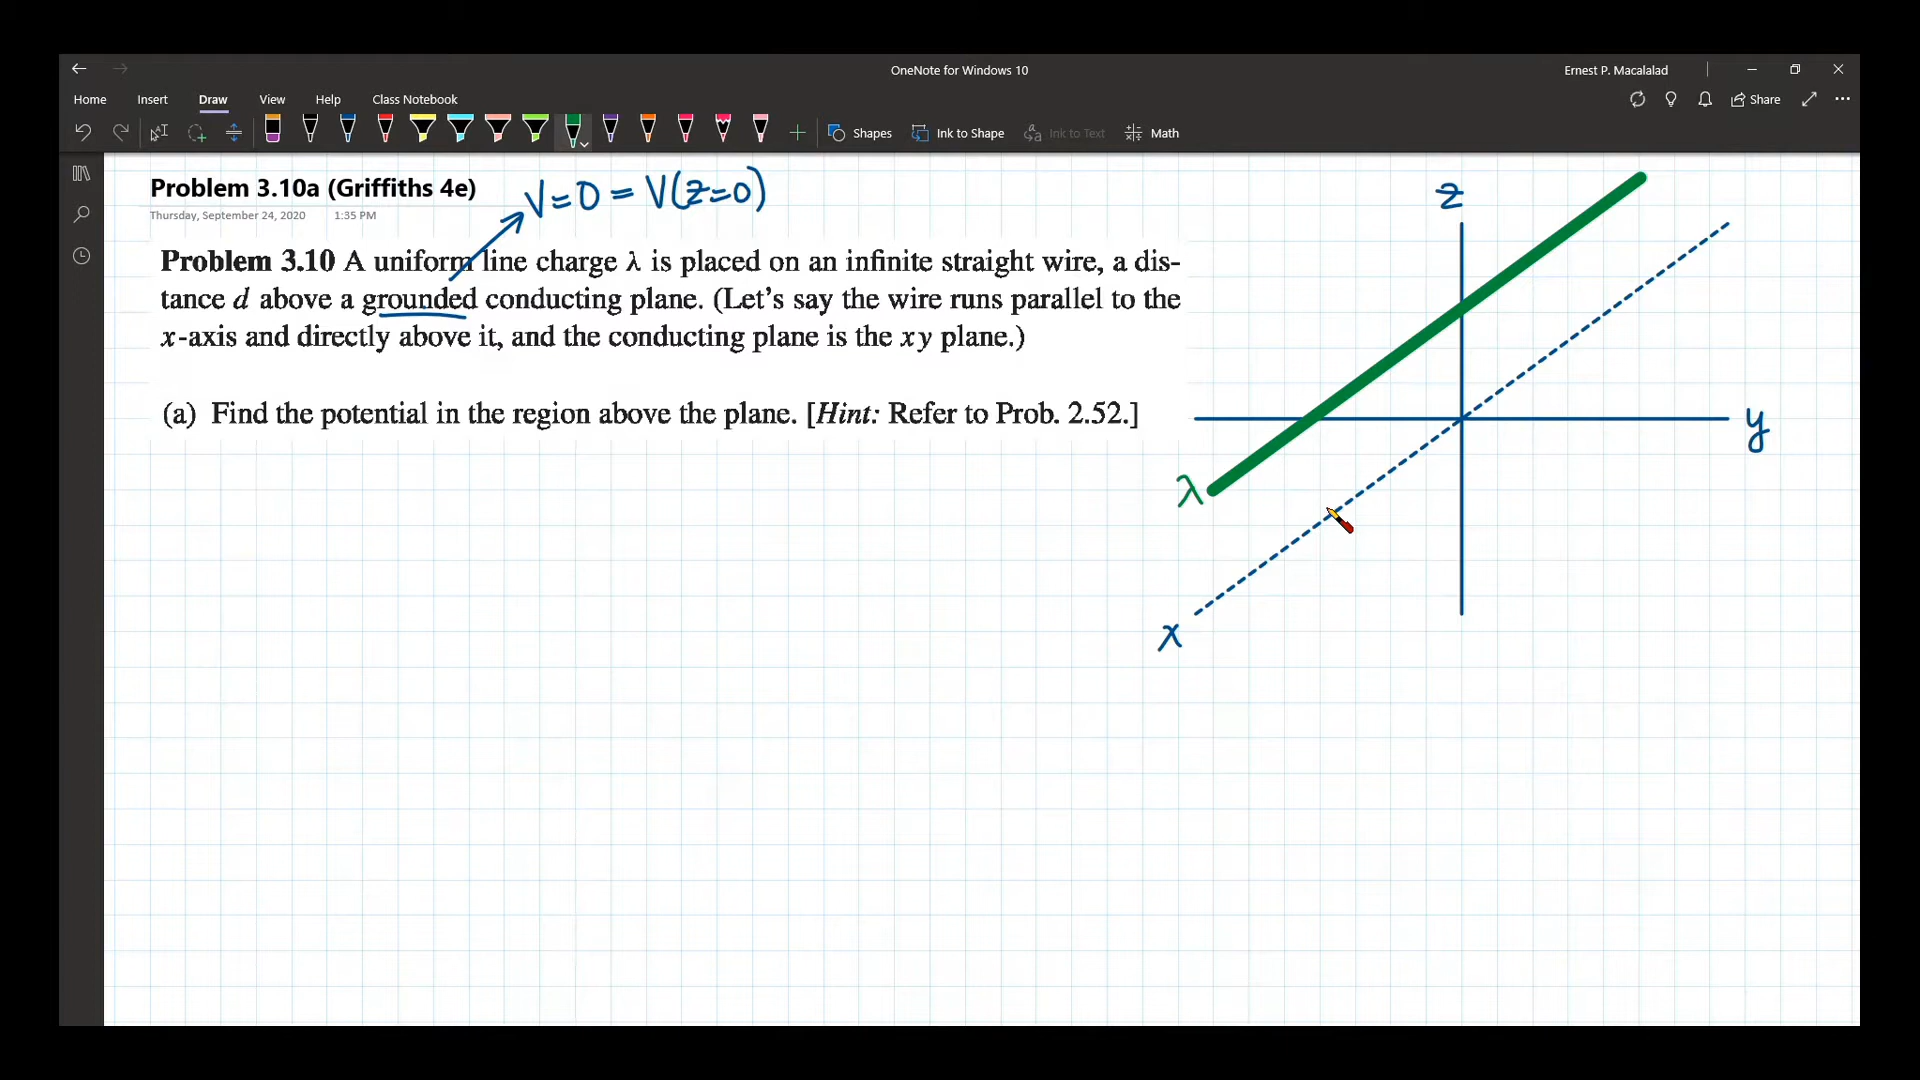 OneNote for Windows 10
Ernest P. Macalalad
Home Insert Draw View Help Class Notebook
Share
Shapes Ink to Shape Ink to Text Math
Problem 3.10a (Griffiths 4e)
V=0 = V(z=0)
Thursday, September 24, 2020 1:35 PM
Problem 3.10 A uniform line charge λ is placed on an infinite straight wire, a dis-
tance d above a grounded conducting plane. (Let's say the wire runs parallel to the
x-axis and directly above it, and the conducting plane is the xy plane.)
(a) Find the potential in the region above the plane. [Hint: Refer to Prob. 2.52.]
z
y
λ
x